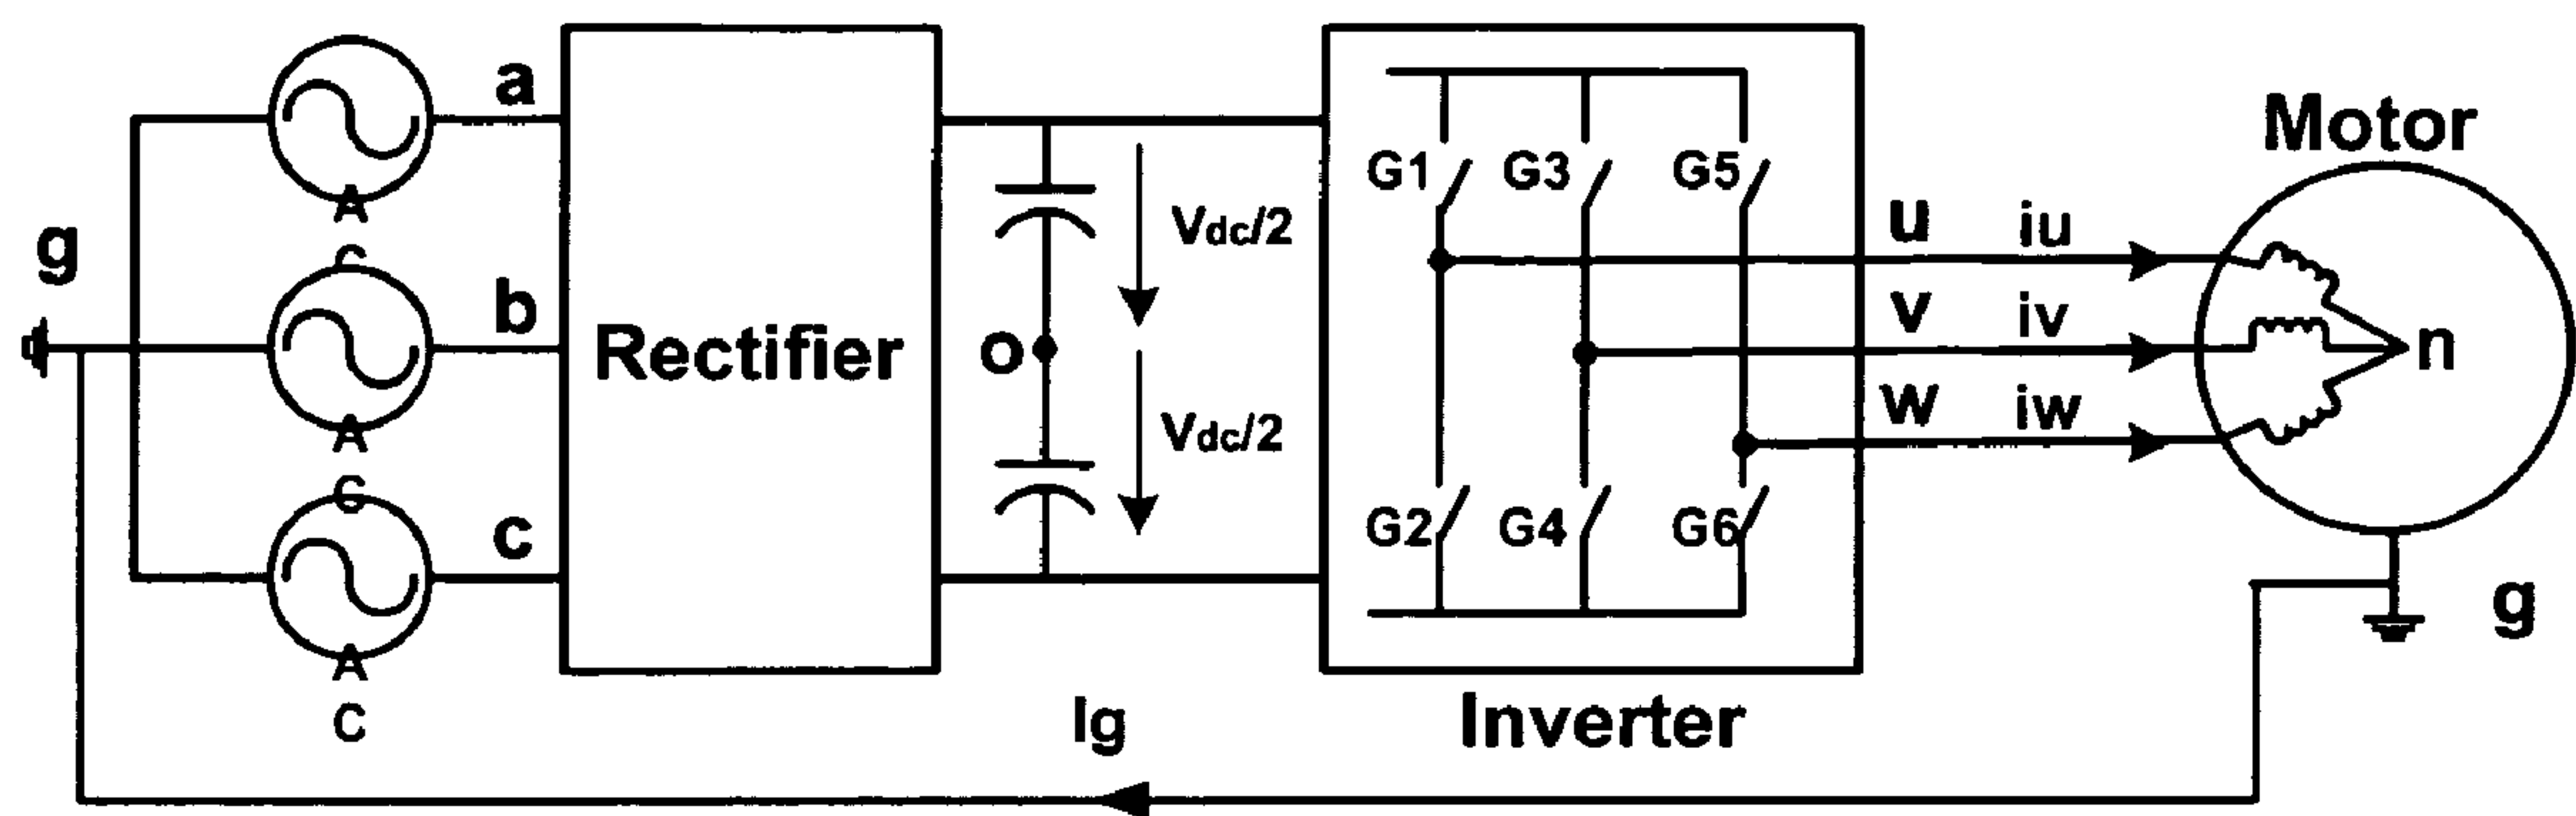 a
A
C
g
b
A
C
c
A
C
Rectifier
Vdc/2
o
Vdc/2
G1
G3
G5
G2
G4
G6
Inverter
u
iu
v
iv
w
iw
Motor
n
g
Ig